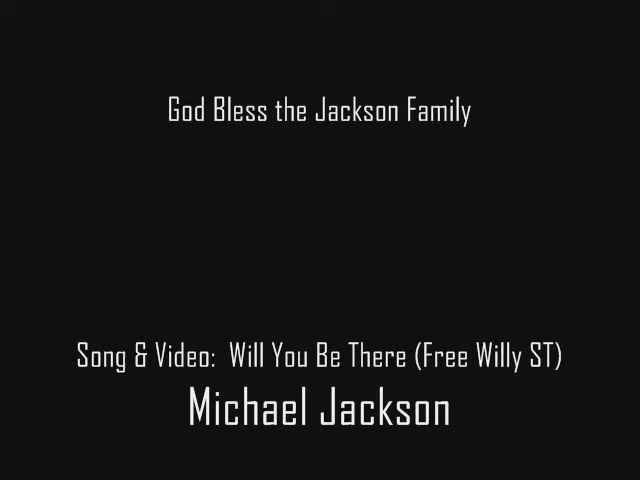 God Bless the Jackson Family
Song & Video: Will You Be There (Free Willy ST)
Michael Jackson